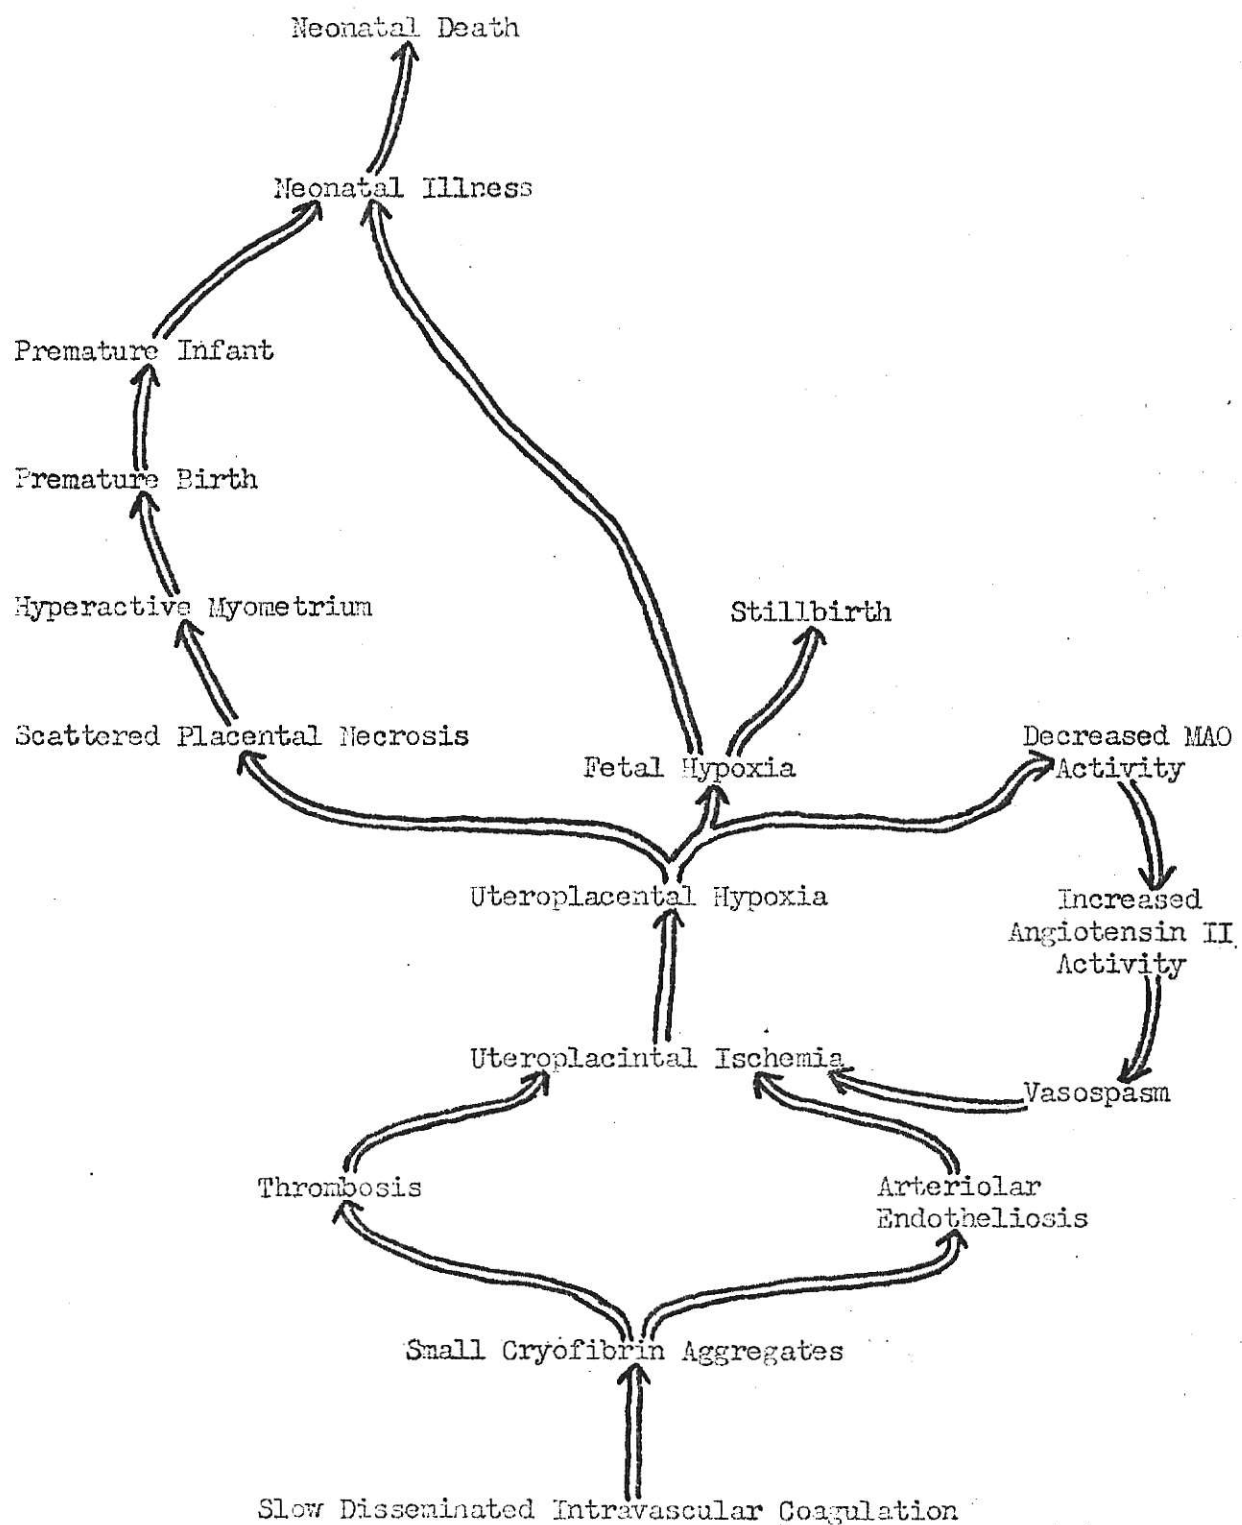 Neonatal Death
Neonatal Illness
Premature Infant
Premature Birth
Hyperactive Myometrium
Stillbirth
Scattered Placental Necrosis
Decreased MAO
Activity
Fetal Hypoxia
Uteroplacental Hypoxia
Increased
Angiotensin II
Activity
Uteroplacintal Ischemia
Vasospasm
Thrombosis
Arteriolar
Endotheliosis
Small Cryofibrin Aggregates
Slow Disseminated Intravascular Coagulation